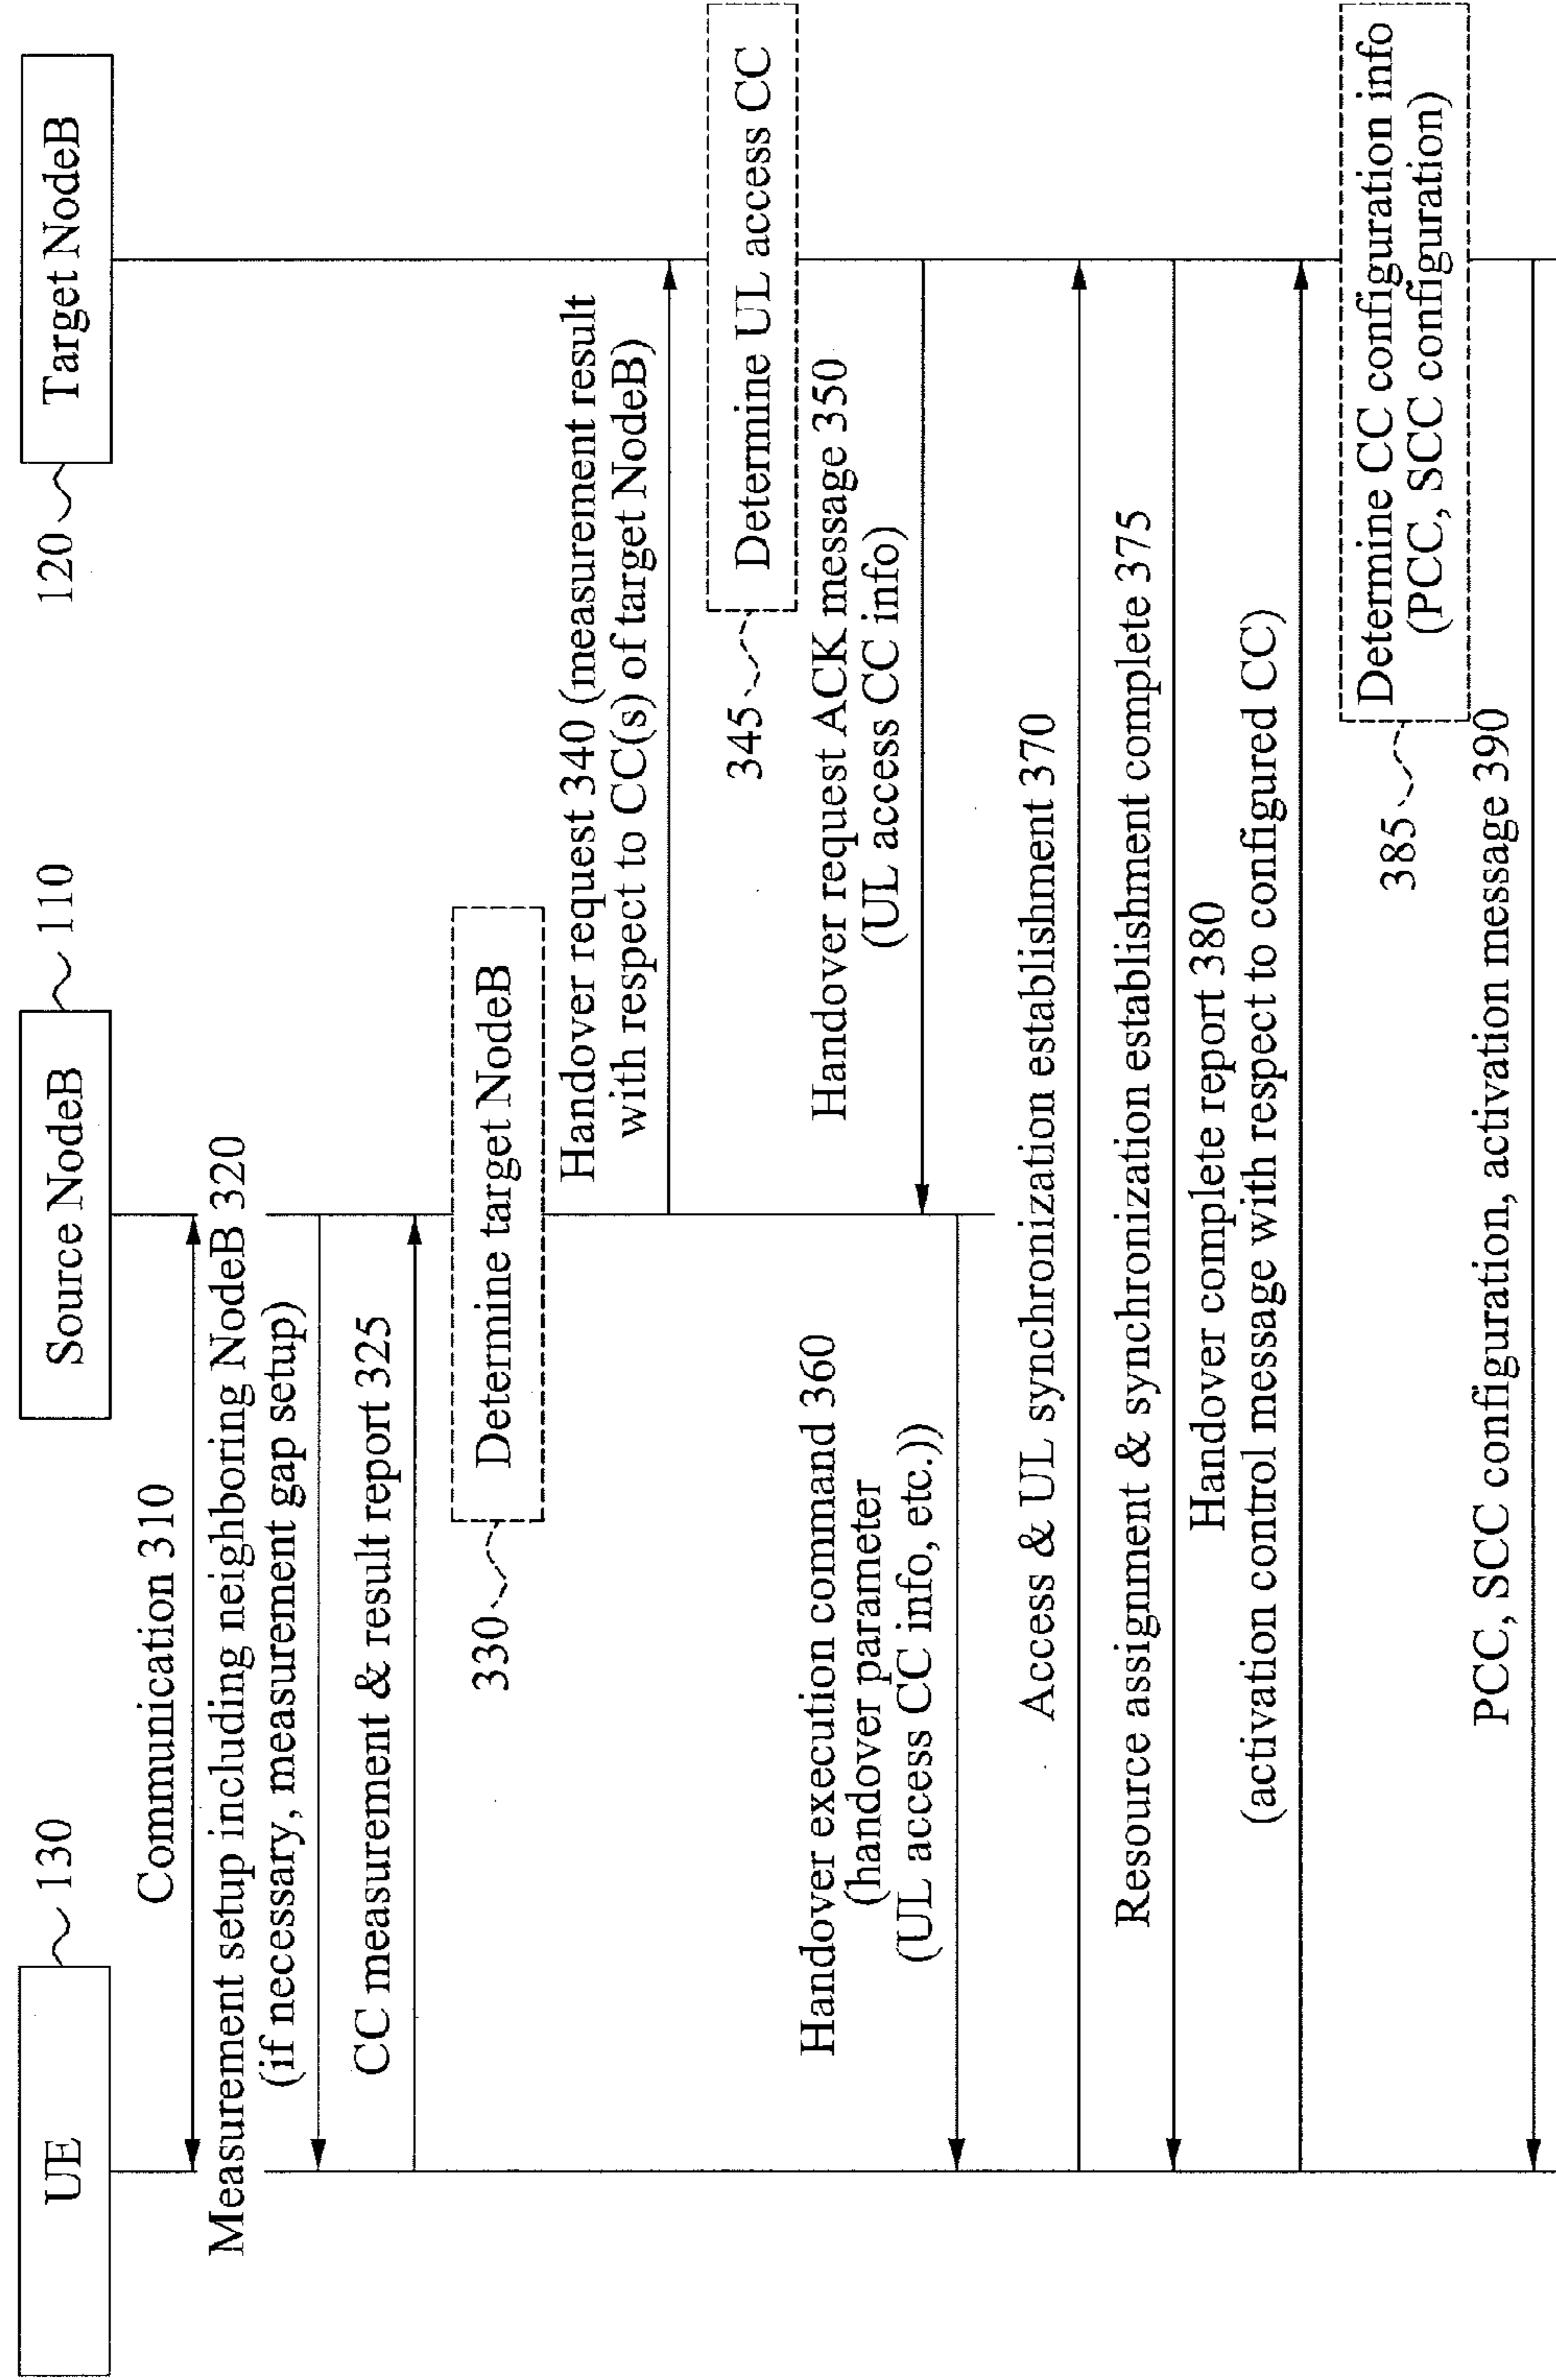 UE
130
Source NodeB
110
120
Target NodeB
Communication 310
Measurement setup including neighboring NodeB 320
(if necessary, measurement gap setup)
CC measurement & result report 325
330
Determine target NodeB
Handover request 340 (measurement result
with respect to CC(s) of target NodeB)
345
Determine UL access CC
Handover request ACK message 350
(UL access CC info)
Handover execution command 360
(handover parameter
(UL access CC info, etc.))
Access & UL synchronization establishment 370
Resource assignment & synchronization establishment complete 375
Handover complete report 380
(activation control message with respect to configured CC)
385
Determine CC configuration info
(PCC, SCC configuration)
PCC, SCC configuration, activation message 390